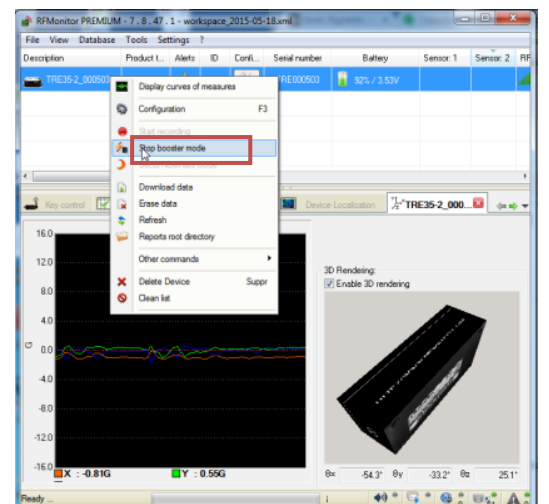 RFMonitor PREMIUM - 7 . 8 . 47 . 1 - workspace_2015-05-18.xml
File View Database Tools Settings ?
Description Product t... Alerts ID Confi... Serial number Battery Sensor: 1 Sensor: 2 RF
TRE35-2_000503 TRE000503 92% / 3.53V
Display curves of measures
Configuration F3
Start recording
Stop booster mode
Download data
Erase data
Refresh
Reports root directory
Other commands
Delete Device Suppr
Clean list
Key control Device Localization TRE35-2_000...
16.0
12.0
8.0
4.0
G 0.0
-4.0
-8.0
-12.0
-16.0
X : -0.81G Y : 0.55G
3D Rendering:
Enable 3D rendering
θx -54.3° θy -33.2° θz 25.1°
Ready ...